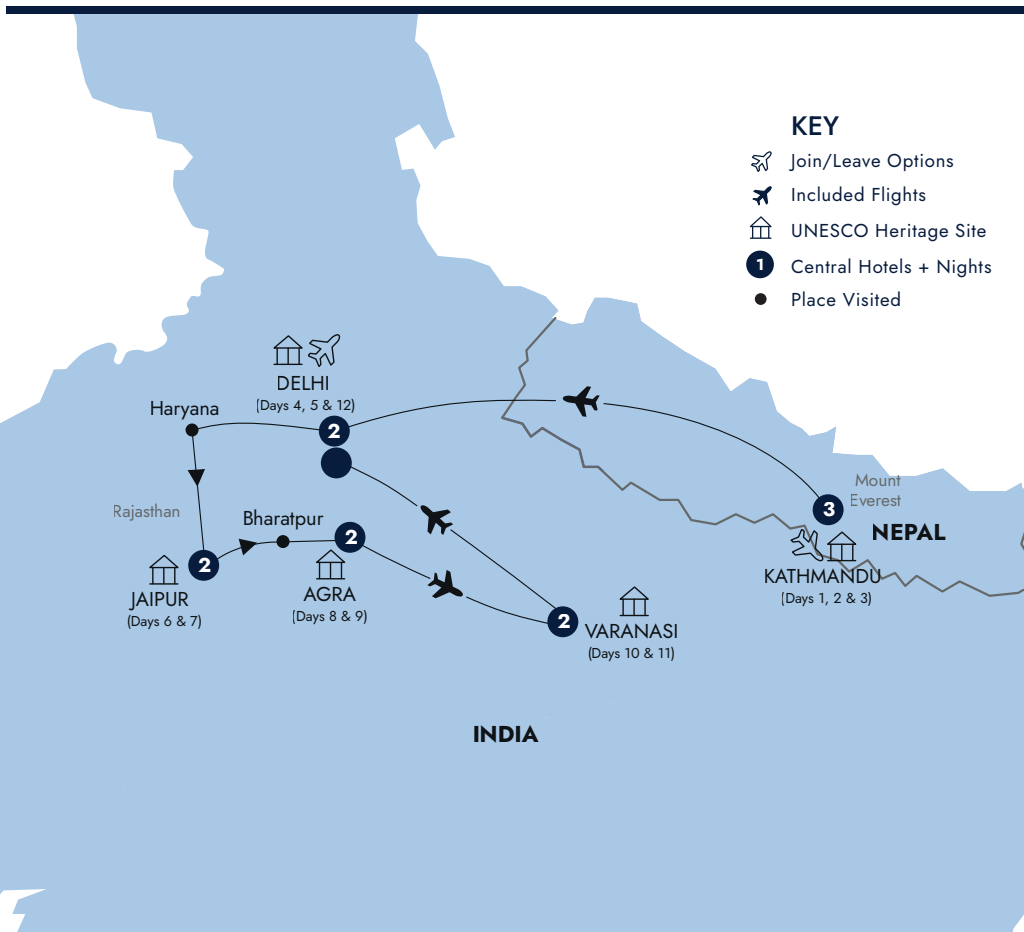 KEY
Join/Leave Options
Included Flights
UNESCO Heritage Site
1 Central Hotels + Nights
Place Visited
DELHI
(Days 4, 5 & 12)
Haryana
2
Mount
Everest
3
NEPAL
Rajasthan
Bharatpur
2
2
KATHMANDU
(Days 1, 2 & 3)
JAIPUR
(Days 6 & 7)
AGRA
(Days 8 & 9)
2
VARANASI
(Days 10 & 11)
INDIA